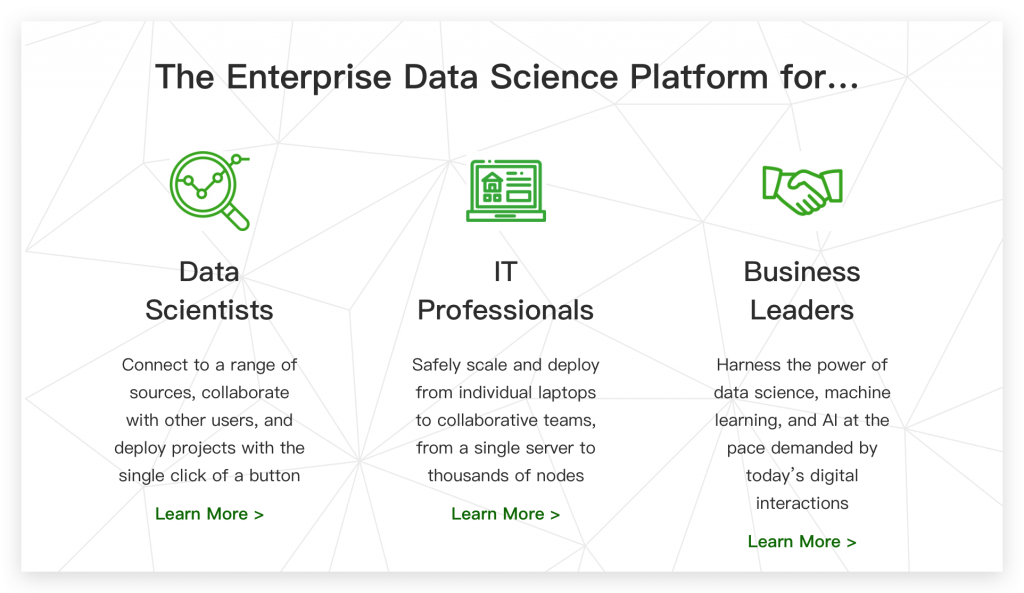 The Enterprise Data Science Platform for...
Data
Scientists
Connect to a range of
sources, collaborate
with other users, and
deploy projects with the
single click of a button
Learn More >
IT
Professionals
Safely scale and deploy
from individual laptops
to collaborative teams,
from a single server to
thousands of nodes
Learn More >
Business
Leaders
Harness the power of
data science, machine
learning, and AI at the
pace demanded by
today's digital
interactions
Learn More >